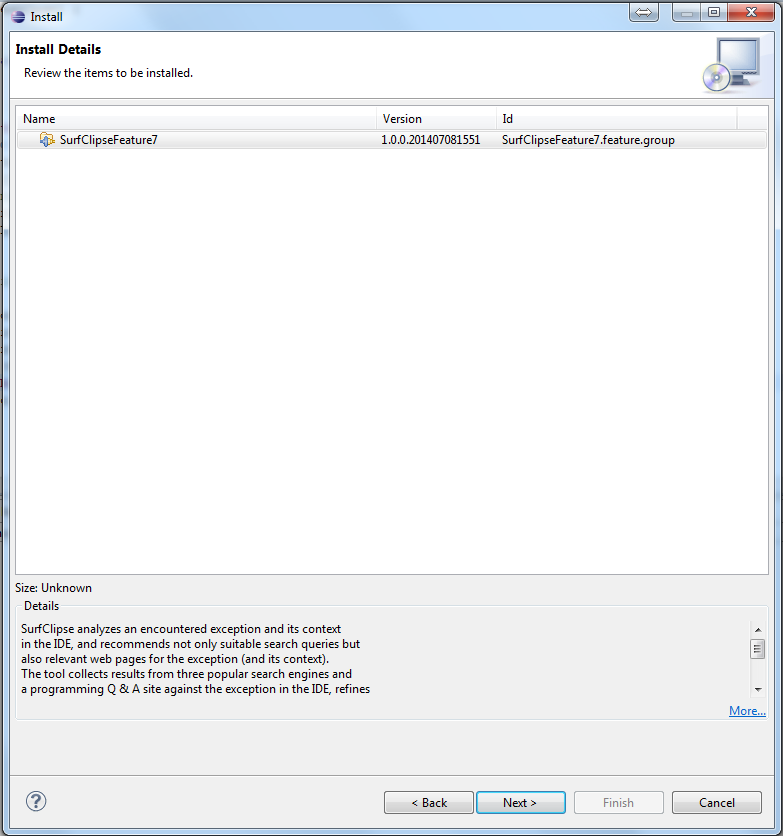 Install
Install Details
Review the items to be installed.
Name Version Id
SurfClipseFeature7 1.0.0.201407081551 SurfClipseFeature7.feature.group
Size: Unknown
Details
SurfClipse analyzes an encountered exception and its context
in the IDE, and recommends not only suitable search queries but
also relevant web pages for the exception (and its context).
The tool collects results from three popular search engines and
a programming Q & A site against the exception in the IDE, refines
More...
? < Back Next > Finish Cancel